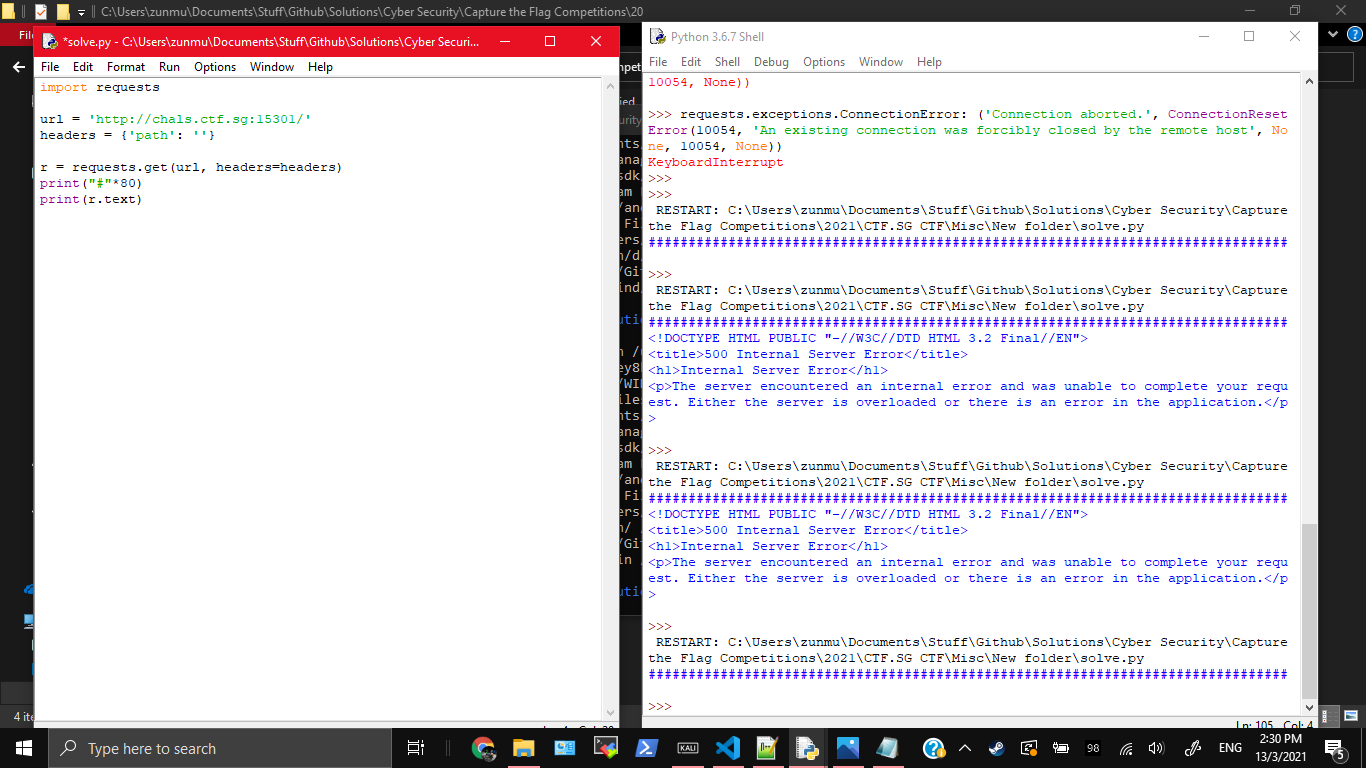 C:\Users\zunmu\Documents\Stuff\Github\Solutions\Cyber Security\Capture the Flag Competitions\20
*solve.py - C:\Users\zunmu\Documents\Stuff\Github\Solutions\Cyber Securi...
File Edit Format Run Options Window Help
import requests
url = 'http://chals.ctf.sg:15301/'
headers = {'path': ''}
r = requests.get(url, headers=headers)
print("#"*80)
print(r.text)
Python 3.6.7 Shell
File Edit Shell Debug Options Window Help
10054, None))
>>> requests.exceptions.ConnectionError: ('Connection aborted.', ConnectionReset
Error(10054, 'An existing connection was forcibly closed by the remote host', No
ne, 10054, None))
KeyboardInterrupt
>>>
>>>
RESTART: C:\Users\zunmu\Documents\Stuff\Github\Solutions\Cyber Security\Capture
the Flag Competitions\2021\CTF.SG CTF\Misc\New folder\solve.py
################################################################################
>>>
RESTART: C:\Users\zunmu\Documents\Stuff\Github\Solutions\Cyber Security\Capture
the Flag Competitions\2021\CTF.SG CTF\Misc\New folder\solve.py
################################################################################
<!DOCTYPE HTML PUBLIC "-//W3C//DTD HTML 3.2 Final//EN">
<title>500 Internal Server Error</title>
<h1>Internal Server Error</h1>
<p>The server encountered an internal error and was unable to complete your requ
est. Either the server is overloaded or there is an error in the application.</p
>
>>>
RESTART: C:\Users\zunmu\Documents\Stuff\Github\Solutions\Cyber Security\Capture
the Flag Competitions\2021\CTF.SG CTF\Misc\New folder\solve.py
################################################################################
<!DOCTYPE HTML PUBLIC "-//W3C//DTD HTML 3.2 Final//EN">
<title>500 Internal Server Error</title>
<h1>Internal Server Error</h1>
<p>The server encountered an internal error and was unable to complete your requ
est. Either the server is overloaded or there is an error in the application.</p
>
>>>
RESTART: C:\Users\zunmu\Documents\Stuff\Github\Solutions\Cyber Security\Capture
the Flag Competitions\2021\CTF.SG CTF\Misc\New folder\solve.py
################################################################################
>>>
Ln: 105 Col: 4
Type here to search
KALI
98
ENG
2:30 PM
13/3/2021
5